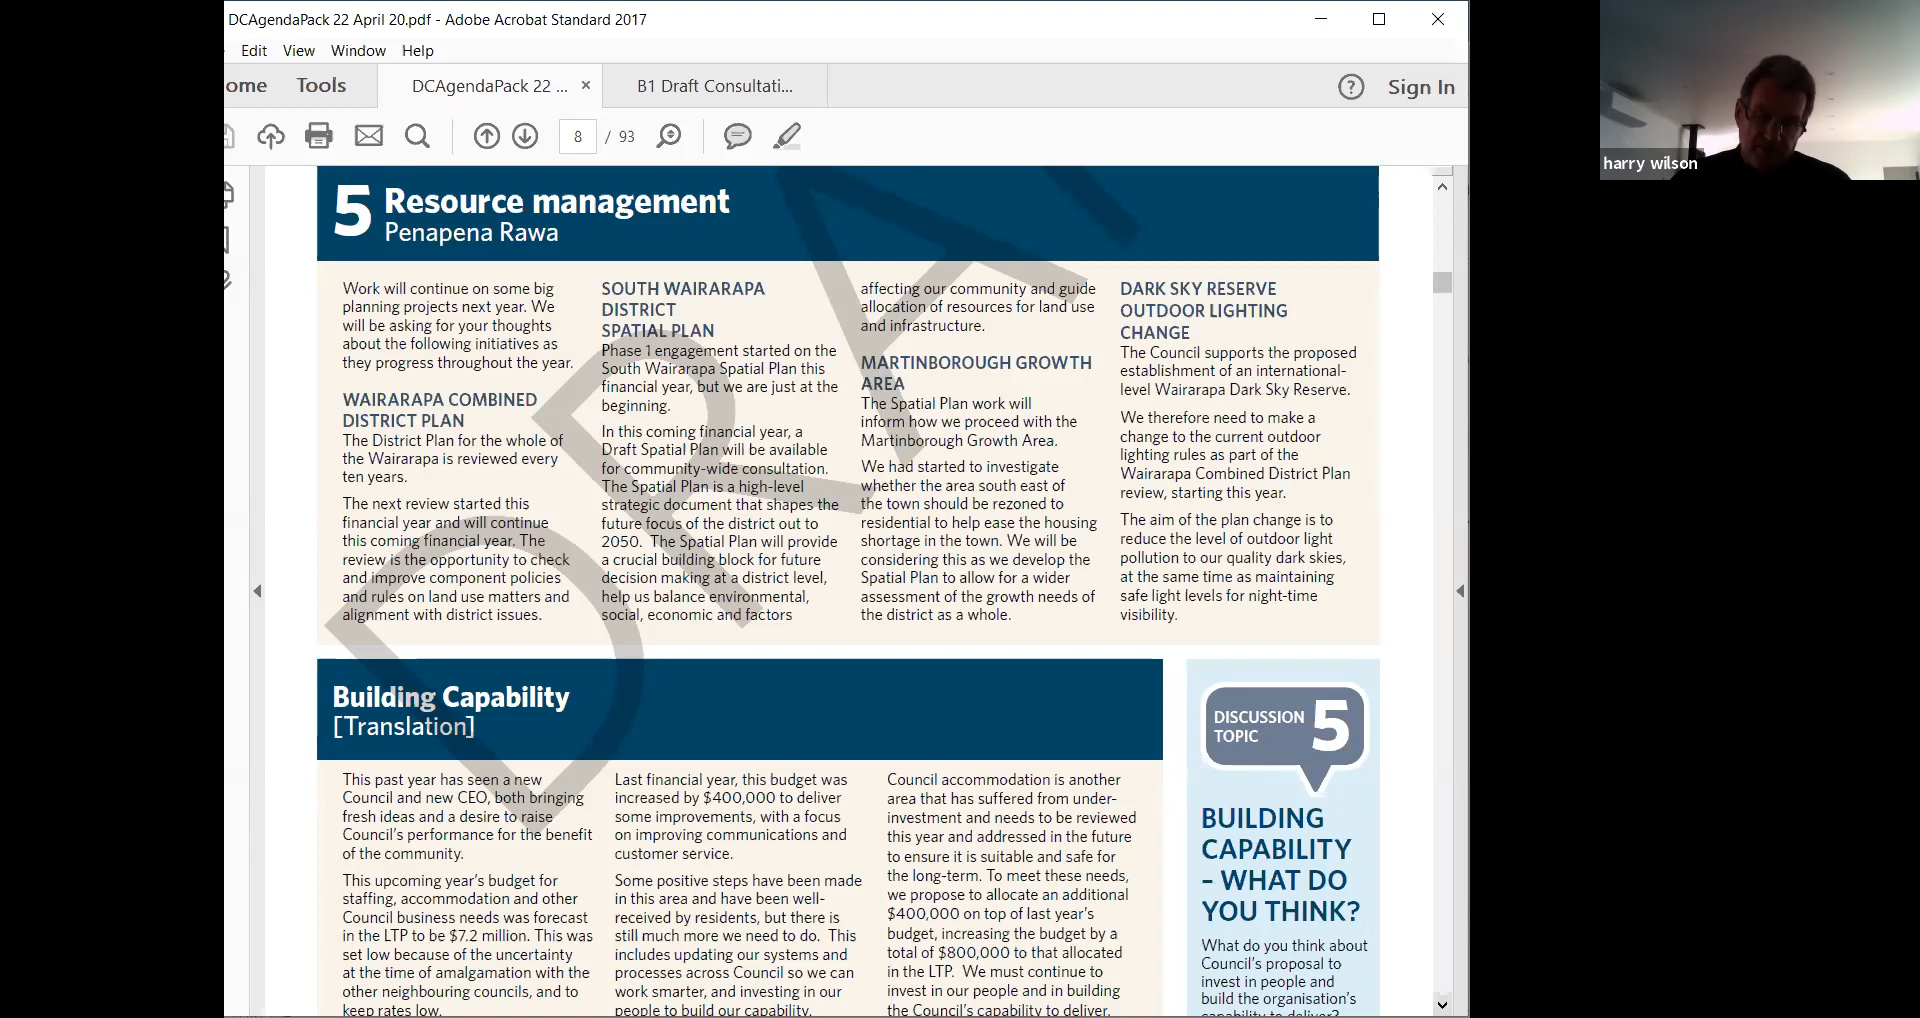 DCAgendaPack 22 April 20.pdf - Adobe Acrobat Standard 2017
Edit View Window Help
ome Tools DCAgendaPack 22 ... × B1 Draft Consultati... Sign In
8 / 93
5 Resource management
Penapena Rawa
Work will continue on some big
planning projects next year. We
will be asking for your thoughts
about the following initiatives as
they progress throughout the year.
WAIRARAPA COMBINED
DISTRICT PLAN
The District Plan for the whole of
the Wairarapa is reviewed every
ten years.
The next review started this
financial year and will continue
this coming financial year. The
review is the opportunity to check
and improve component policies
and rules on land use matters and
alignment with district issues.
SOUTH WAIRARAPA
DISTRICT
SPATIAL PLAN
Phase 1 engagement started on the
South Wairarapa Spatial Plan this
financial year, but we are just at the
beginning.
In this coming financial year, a
Draft Spatial Plan will be available
for community-wide consultation.
The Spatial Plan is a high-level
strategic document that shapes the
future focus of the district out to
2050. The Spatial Plan will provide
a crucial building block for future
decision making at a district level,
help us balance environmental,
social, economic and factors
affecting our community and guide
allocation of resources for land use
and infrastructure.
MARTINBOROUGH GROWTH
AREA
The Spatial Plan work will
inform how we proceed with the
Martinborough Growth Area.
We had started to investigate
whether the area south east of
the town should be rezoned to
residential to help ease the housing
shortage in the town. We will be
considering this as we develop the
Spatial Plan to allow for a wider
assessment of the growth needs of
the district as a whole.
DARK SKY RESERVE
OUTDOOR LIGHTING
CHANGE
The Council supports the proposed
establishment of an international-
level Wairarapa Dark Sky Reserve.
We therefore need to make a
change to the current outdoor
lighting rules as part of the
Wairarapa Combined District Plan
review, starting this year.
The aim of the plan change is to
reduce the level of outdoor light
pollution to our quality dark skies,
at the same time as maintaining
safe light levels for night-time
visibility.
Building Capability
[Translation]
This past year has seen a new
Council and new CEO, both bringing
fresh ideas and a desire to raise
Council's performance for the benefit
of the community.
This upcoming year's budget for
staffing, accommodation and other
Council business needs was forecast
in the LTP to be $7.2 million. This was
set low because of the uncertainty
at the time of amalgamation with the
other neighbouring councils, and to
keep rates low.
Last financial year, this budget was
increased by $400,000 to deliver
some improvements, with a focus
on improving communications and
customer service.
Some positive steps have been made
in this area and have been well-
received by residents, but there is
still much more we need to do. This
includes updating our systems and
processes across Council so we can
work smarter, and investing in our
people to build our capability.
Council accommodation is another
area that has suffered from under-
investment and needs to be reviewed
this year and addressed in the future
to ensure it is suitable and safe for
the long-term. To meet these needs,
we propose to allocate an additional
$400,000 on top of last year's
budget, increasing the budget by a
total of $800,000 to that allocated
in the LTP. We must continue to
invest in our people and in building
the Council's capability to deliver.
DISCUSSION
TOPIC 5
BUILDING
CAPABILITY
– WHAT DO
YOU THINK?
What do you think about
Council's proposal to
invest in people and
build the organisation's
capability to deliver?
DRA
harry wilson